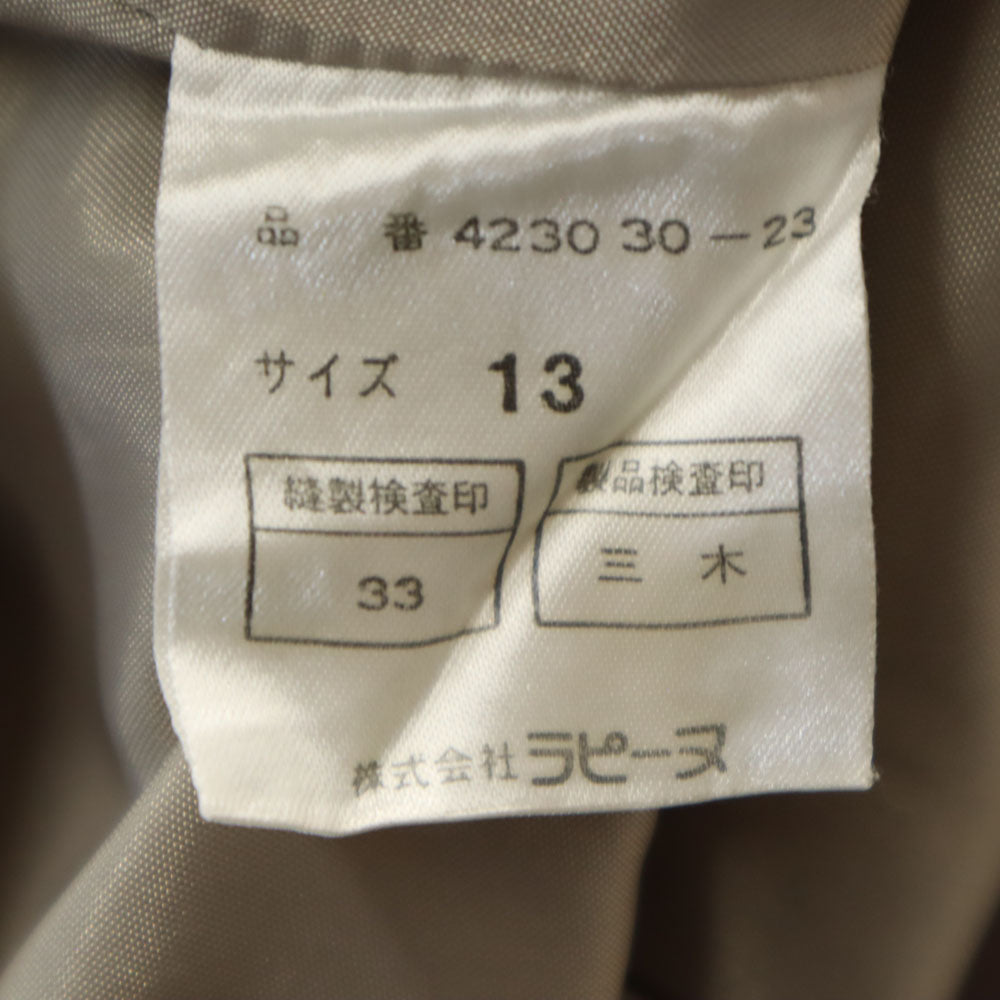 品 番 4230 30-23
サイズ 13
縫製検査印
33
製品検査印
三 木
株式会社 ラピーヌ